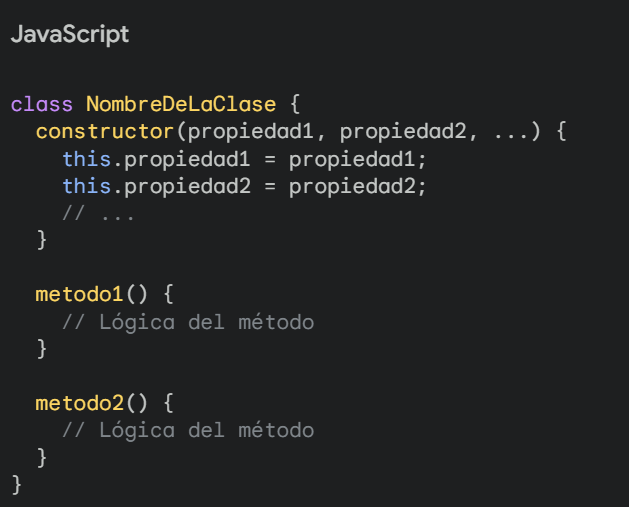 JavaScript
class NombreDeLaClase {
constructor(propiedad1, propiedad2, ...) {
this.propiedad1 = propiedad1;
this.propiedad2 = propiedad2;
// ...
}
metodo1() {
// Lógica del método
}
metodo2() {
// Lógica del método
}
}